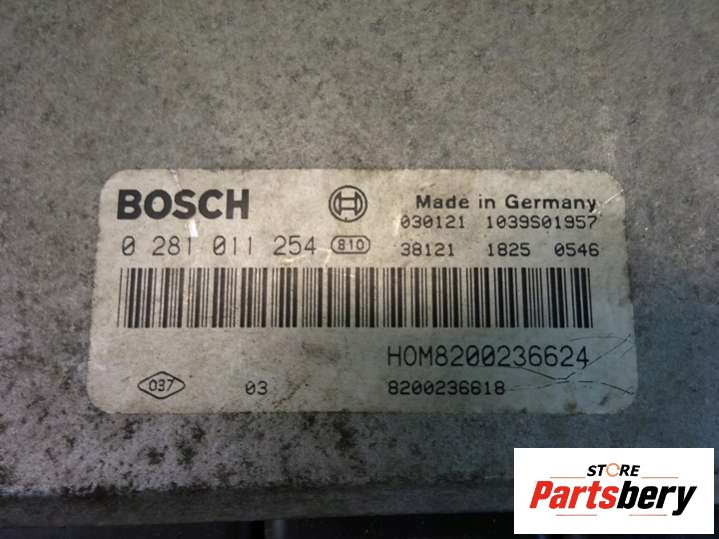 BOSCH Made in Germany
030121 1039S01957
0 281 011 254 810 38121 1825 0546
HOM8200236624
037 03 8200236618
STORE
Partsbery